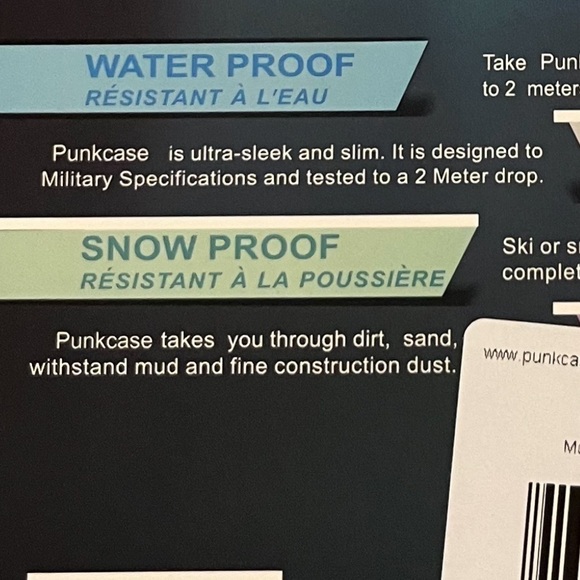 WATER PROOF
RÉSISTANT À L'EAU
Take
to 2 meter
Punkcase is ultra-sleek and slim. It is designed to
Military Specifications and tested to a 2 Meter drop.
SNOW PROOF
RÉSISTANT À LA POUSSIÈRE
Ski or
Punkcase takes you through dirt, sand,
withstand mud and fine construction dust.